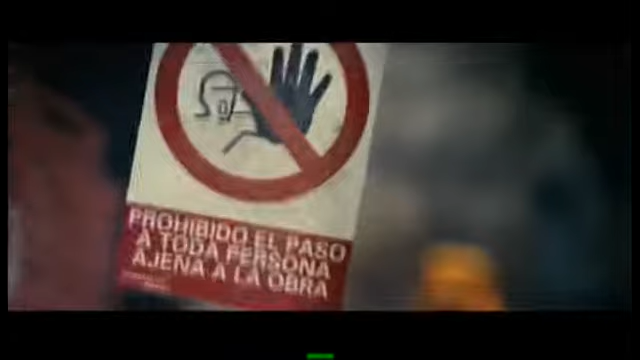 PROHIBIDO EL PASO
A TODA PERSONA
AJENA A LA OBRA